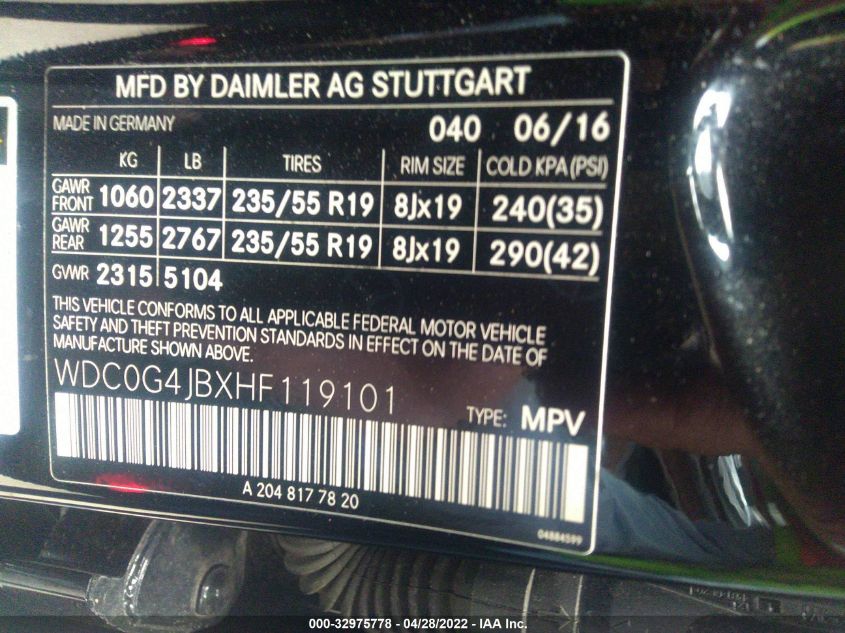 MFD BY DAIMLER AG STUTTGART
MADE IN GERMANY 040 06/16
KG LB TIRES RIM SIZE COLD KPA (PSI)
GAWR FRONT 1060 2337 235/55 R19 8Jx19 240(35)
GAWR REAR 1255 2767 235/55 R19 8Jx19 290(42)
GVWR 2315 5104
THIS VEHICLE CONFORMS TO ALL APPLICABLE FEDERAL MOTOR VEHICLE
SAFETY AND THEFT PREVENTION STANDARDS IN EFFECT ON THE DATE OF
MANUFACTURE SHOWN ABOVE.
WDC0G4JBXHF119101
TYPE: MPV
A 204 817 78 20
04884599
000-32975778 - 04/28/2022 - IAA Inc.